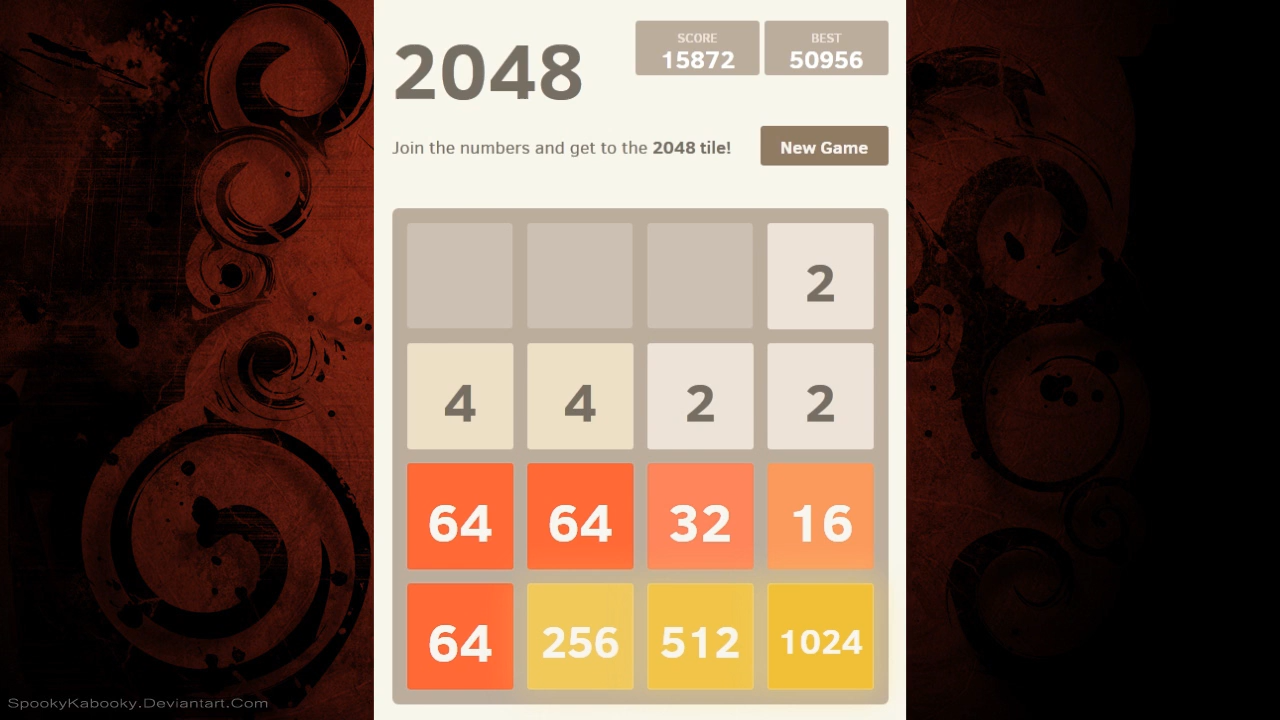 2048
SCORE
15872
BEST
50956
Join the numbers and get to the 2048 tile!
New Game
2
4 4 2 2
64 64 32 16
64 256 512 1024
SpookyKabooky.Deviantart.Com